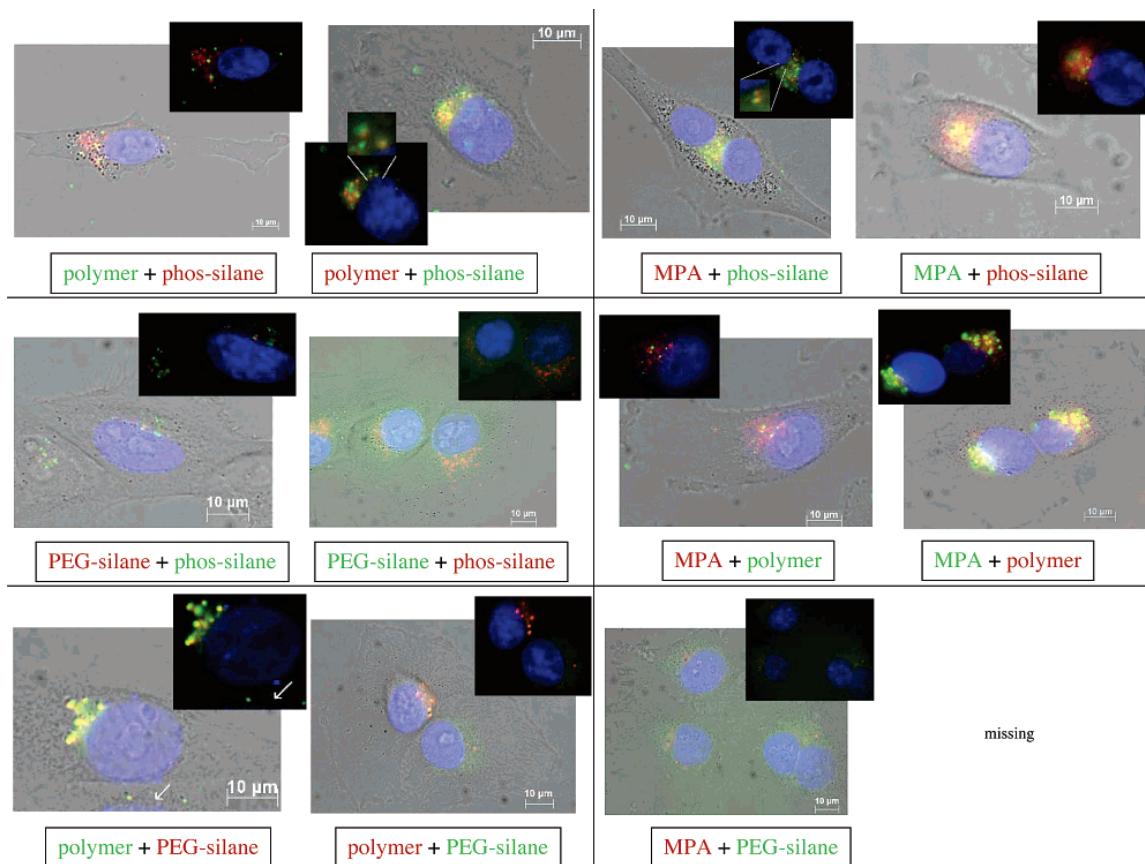 10 µm
10 µm
10 µm
10 µm
polymer + phos-silane
polymer + phos-silane
MPA + phos-silane
MPA + phos-silane
10 µm
10 µm
10 µm
10 µm
PEG-silane + phos-silane
PEG-silane + phos-silane
MPA + polymer
MPA + polymer
10 µm
10 µm
10 µm
missing
polymer + PEG-silane
polymer + PEG-silane
MPA + PEG-silane